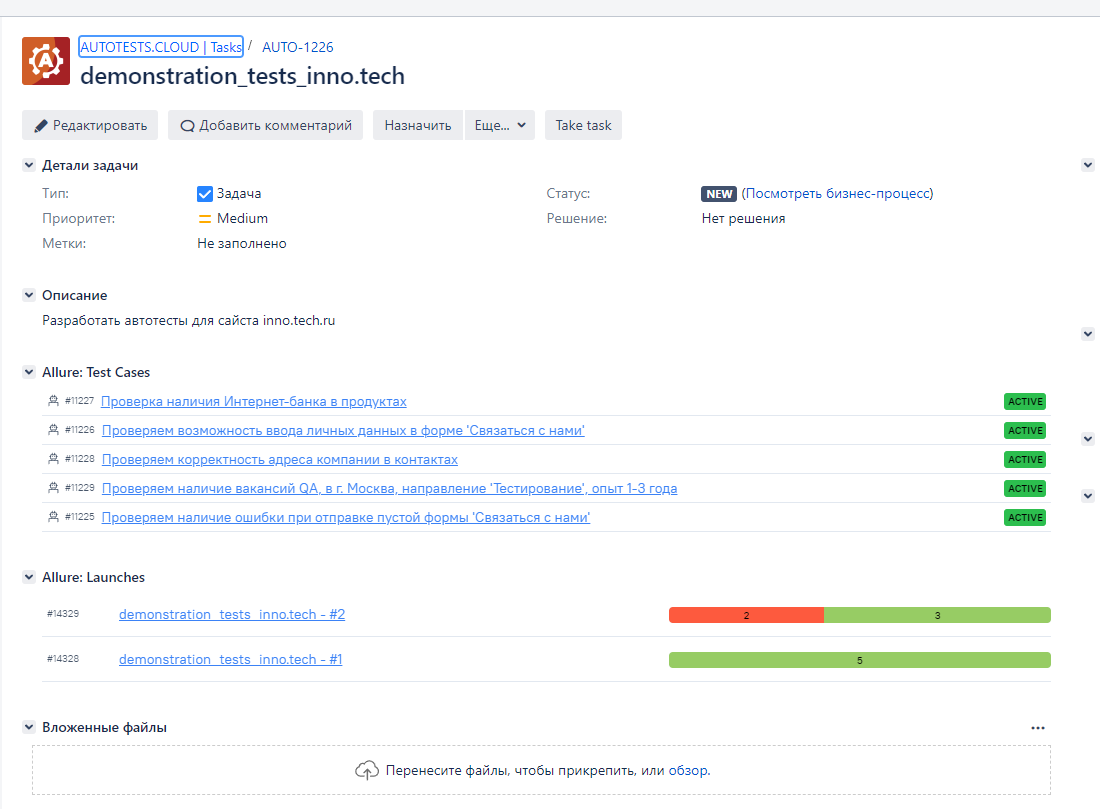 AUTOTESTS.CLOUD | Tasks / AUTO-1226
demonstration_tests_inno.tech
Редактировать Добавить комментарий Назначить Еще... Take task
Детали задачи
Тип: Задача Статус: NEW (Посмотреть бизнес-процесс)
Приоритет: Medium Решение: Нет решения
Метки: Не заполнено
Описание
Разработать автотесты для сайста inno.tech.ru
Allure: Test Cases
#11227 Проверка наличия Интернет-банка в продуктах ACTIVE
#11226 Проверяем возможность ввода личных данных в форме 'Связаться с нами' ACTIVE
#11228 Проверяем корректность адреса компании в контактах ACTIVE
#11229 Проверяем наличие вакансий QA, в г. Москва, направление 'Тестирование', опыт 1-3 года ACTIVE
#11225 Проверяем наличие ошибки при отправке пустой формы 'Связаться с нами' ACTIVE
Allure: Launches
#14329 demonstration_tests_inno.tech - #2 2 3
#14328 demonstration_tests_inno.tech - #1 5
Вложенные файлы
Перенесите файлы, чтобы прикрепить, или обзор.